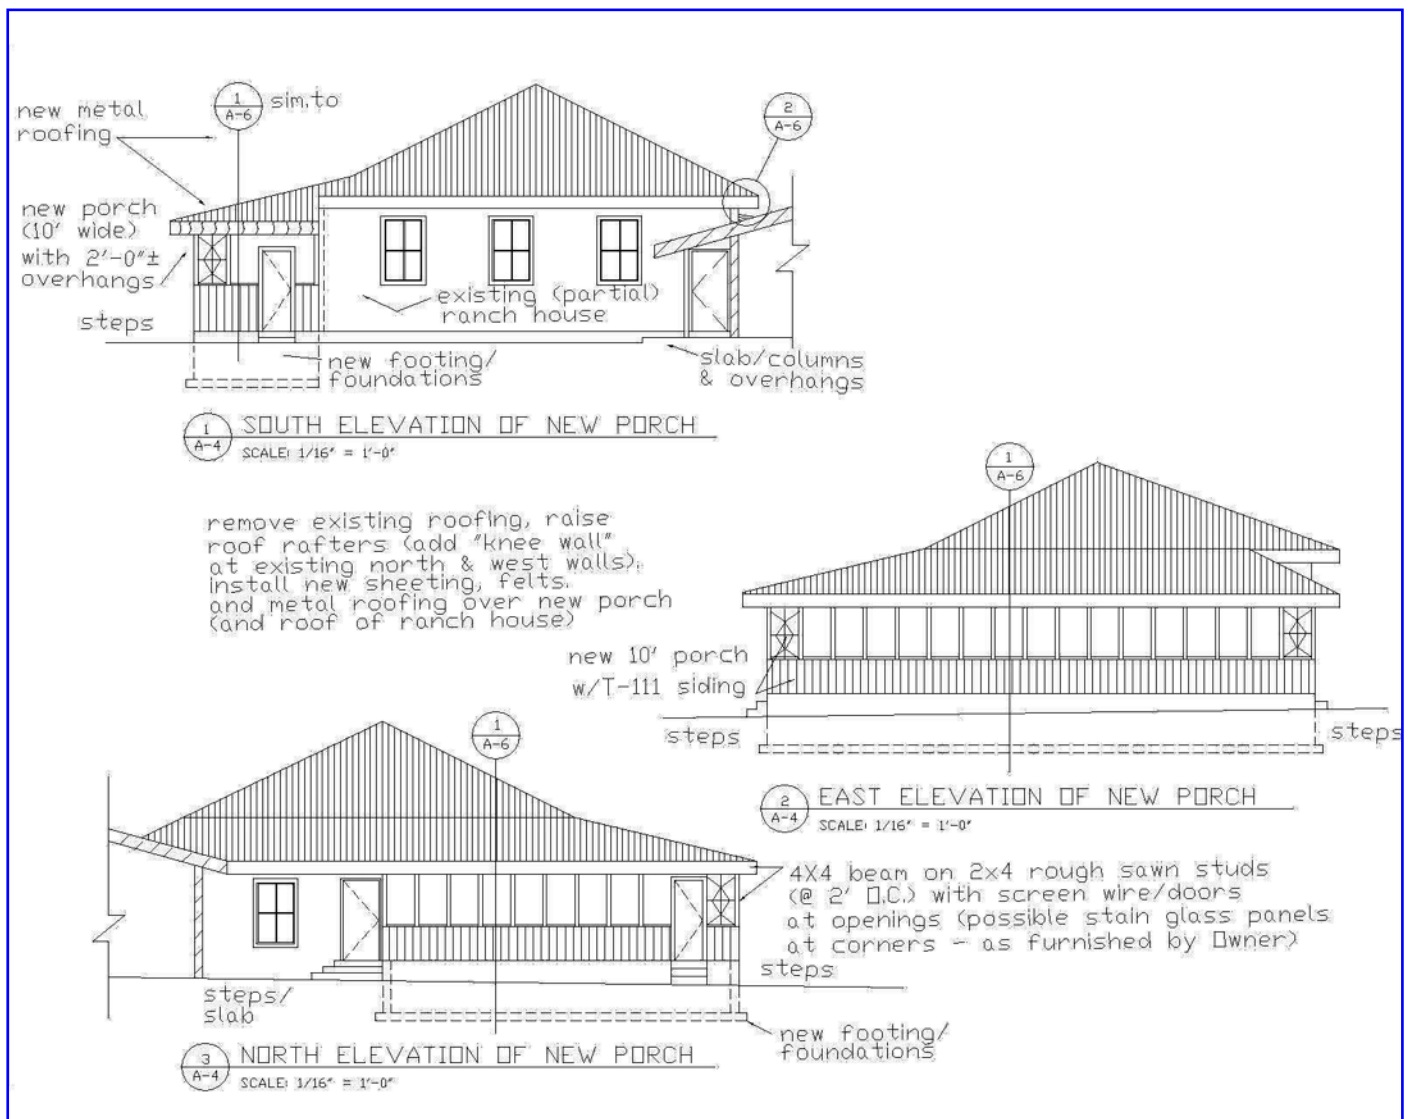 new metal
roofing
1
A-6
sim.to
2
A-6
new porch
(10' wide)
with 2'-0"±
overhangs
steps
existing (partial)
ranch house
new footing/
foundations
slab/columns
& overhangs
1
A-4
SOUTH ELEVATION OF NEW PORCH
SCALE: 1/16" = 1'-0"
remove existing roofing, raise
roof rafters (add "knee wall"
at existing north & west walls),
install new sheeting, felts,
and metal roofing over new porch
(and roof of ranch house)
1
A-6
new 10' porch
w/T-111 siding
steps
steps
2
A-4
EAST ELEVATION OF NEW PORCH
SCALE: 1/16" = 1'-0"
1
A-6
4X4 beam on 2x4 rough sawn studs
(@ 2' O.C.) with screen wire/doors
at openings (possible stain glass panels
at corners - as furnished by Owner)
steps
steps/
slab
new footing/
foundations
3
A-4
NORTH ELEVATION OF NEW PORCH
SCALE: 1/16" = 1'-0"